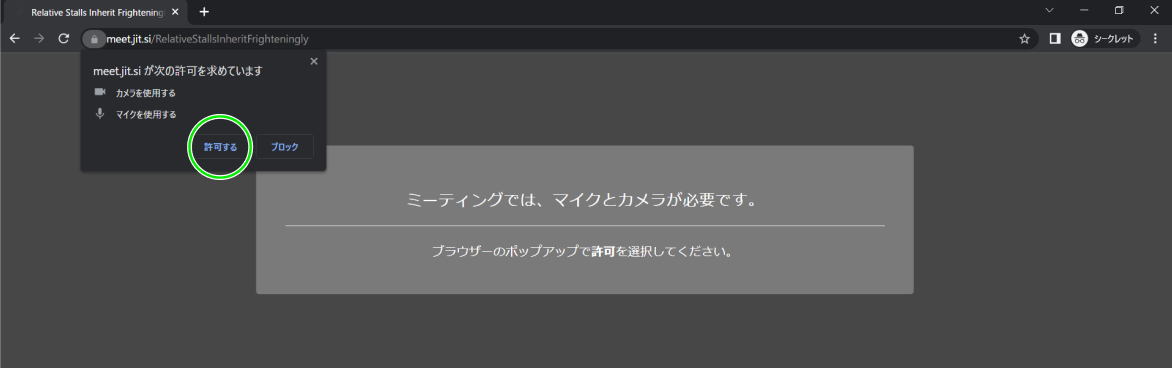 Relative Stalls Inherit Frightening
meet.jit.si/RelativeStallsInheritFrighteningly
シークレット
meet.jit.si が次の許可を求めています
カメラを使用する
マイクを使用する
許可する
ブロック
ミーティングでは、マイクとカメラが必要です。
ブラウザーのポップアップで許可を選択してください。